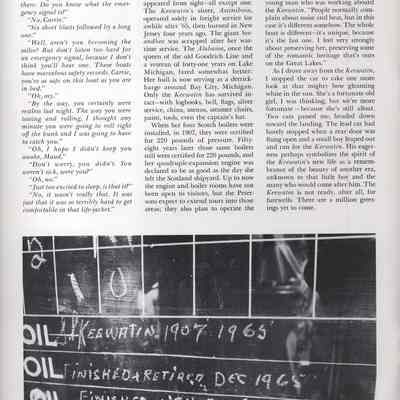 there. Do you know what the emer-
gency signal is?"
"No, Carrie."
"Six short blasts followed by a long
one."
"Well, aren't you becoming the
sailor? But don't listen too hard for
an emergency signal, because I don't
think you'll hear one. These boats
have marvelous safety records. Carrie,
you're as safe on this boat as you are
in bed."
"Oh, my."
"By the way, you certainly were
restless last night. The way you were
tossing and rolling, I thought any
minute you were going to roll right
off the bunk and I was going to have
to catch you."
"Oh, I hope I didn't keep you
awake, Maud."
"Don't worry, you didn't. You
weren't sick, were you?"
"Oh, no."
"Just too excited to sleep, is that it?"
"No, it wasn't really that. It was
just that it was so terribly hard to get
comfortable in that life-jacket."
appeared from sight—all except one.
The Keewatin's sister, Assiniboia,
operated solely in freight service for
awhile after '65, then burned in New
Jersey four years ago. The giant See-
andbee was scrapped after her war-
time service. The Alabama, once the
queen of the old Goodrich Line and
a veteran of forty-one years on Lake
Michigan, fared somewhat better:
Her hull is now serving as a derrick-
barge around Bay City, Michigan.
Only the Keewatin has survived in-
tact—with logbooks, bell, flags, silver
service, china, menus, steamer chairs,
paint, tools, even the captain's hat.
When her four Scotch boilers were
installed, in 1907, they were certified
for 220 pounds of pressure. Fifty-
eight years later those same boilers
still were certified for 220 pounds, and
her quadruple-expansion engine was
declared to be as good as the day she
left the Scotland shipyard. Up to now
the engine and boiler rooms have not
been open to visitors, but the Peter-
sons expect to extend tours into those
areas; they also plan to operate the
young man who was working aboard
the Keewatin. "People normally com-
plain about noise and heat, but in this
case it's different somehow. The whole
boat is different—it's unique, because
it's the last one. I feel very strongly
about preserving her, preserving some
of the romantic heritage that's ours
on the Great Lakes."
As I drove away from the Keewatin,
I stopped the car to take one more
look at that mighty bow gleaming
white in the sun. She's a fortunate old
girl, I was thinking, but we're more
fortunate—because she's still about.
Two cars passed me, headed down
toward the landing. The lead car had
barely stopped when a rear door was
flung open and a small boy leaped out
and ran for the Keewatin. His eager-
ness perhaps symbolizes the spirit of
the Keewatin's new life as a remem-
brancer of the beauty of another era,
unknown to that little boy and the
many who would come after him. The
Keewatin is not ready, after all, for
farewells. There are a million greet-
ings yet to come.
OIL KEEWATIN 1907 1965
OIL FINISHED & RETIRED DEC 1965
OIL FINISHED